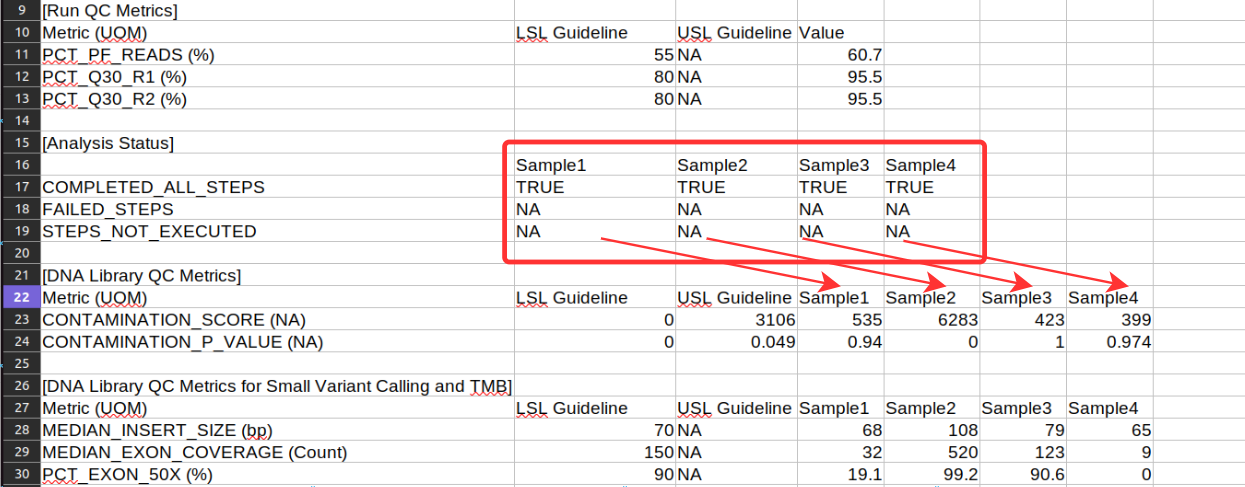 9 [Run QC Metrics]
10 Metric (UOM) LSL Guideline USL Guideline Value
11 PCT_PF_READS (%) 55 NA 60.7
12 PCT_Q30_R1 (%) 80 NA 95.5
13 PCT_Q30_R2 (%) 80 NA 95.5
14
15 [Analysis Status]
16 Sample1 Sample2 Sample3 Sample4
17 COMPLETED_ALL_STEPS TRUE TRUE TRUE TRUE
18 FAILED_STEPS NA NA NA NA
19 STEPS_NOT_EXECUTED NA NA NA NA
20
21 [DNA Library QC Metrics]
22 Metric (UOM) LSL Guideline USL Guideline Sample1 Sample2 Sample3 Sample4
23 CONTAMINATION_SCORE (NA) 0 3106 535 6283 423 399
24 CONTAMINATION_P_VALUE (NA) 0 0.049 0.94 0 1 0.974
25
26 [DNA Library QC Metrics for Small Variant Calling and TMB]
27 Metric (UOM) LSL Guideline USL Guideline Sample1 Sample2 Sample3 Sample4
28 MEDIAN_INSERT_SIZE (bp) 70 NA 68 108 79 65
29 MEDIAN_EXON_COVERAGE (Count) 150 NA 32 520 123 9
30 PCT_EXON_50X (%) 90 NA 19.1 99.2 90.6 0